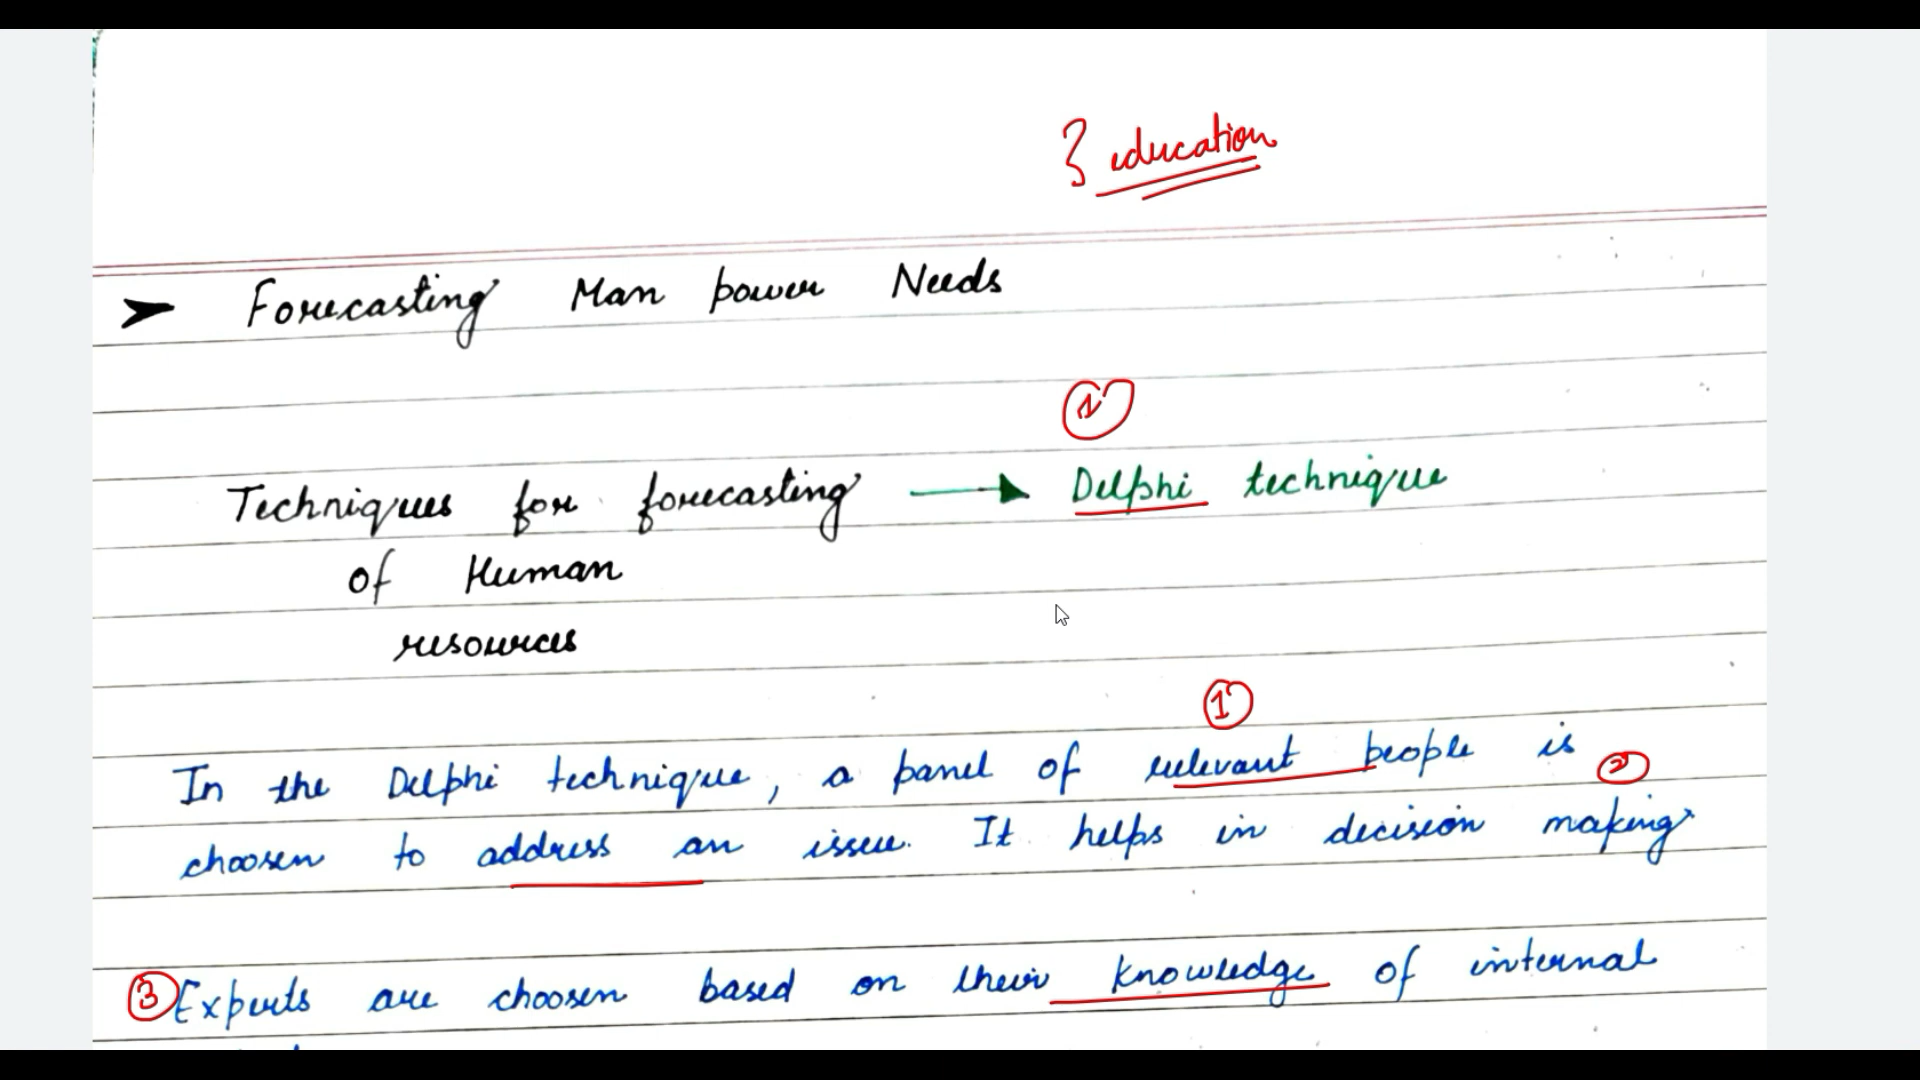 3 education
➤ Forecasting Man power Needs
1
Techniques for forecasting → Delphi technique
of Human
resources
1
In the Delphi technique, a panel of relevant people is
2
choosen to address an issue. It helps in decision making
3 Experts are choosen based on their knowledge of internal